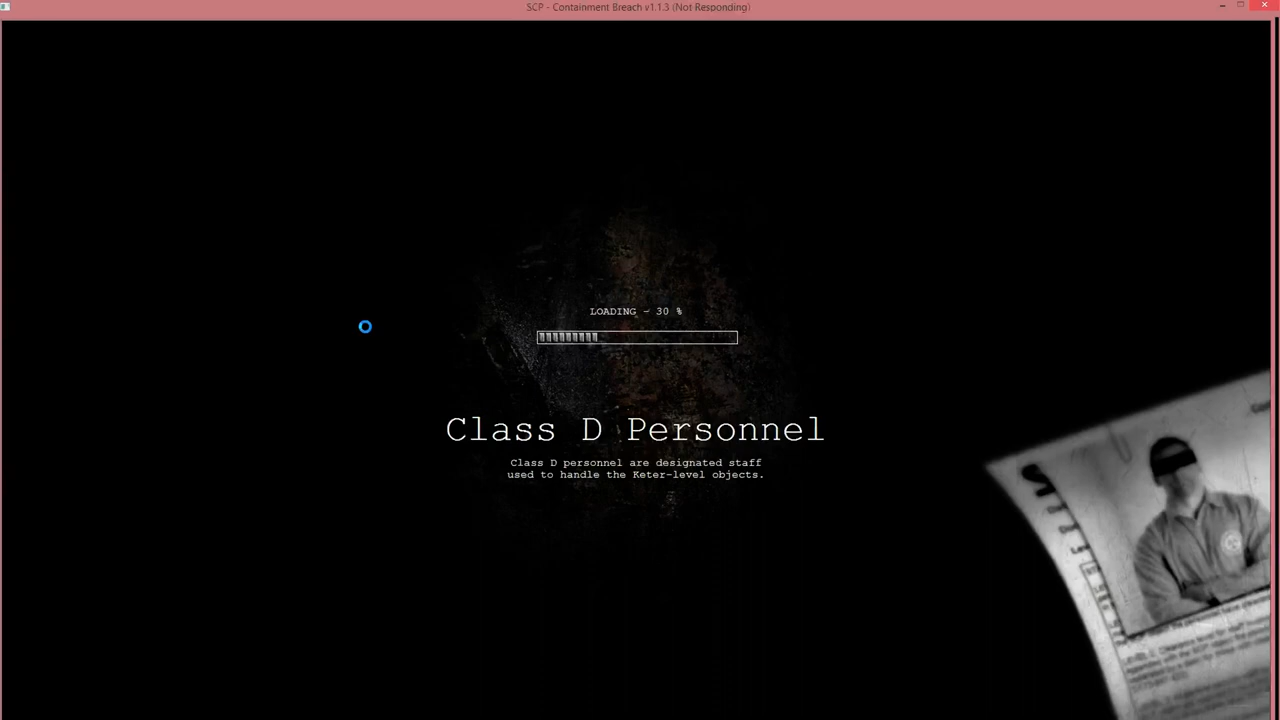 SCP - Containment Breach v1.1.3 (Not Responding)
LOADING - 30 %
Class D Personnel
Class D personnel are designated staff
used to handle the Keter-level objects.